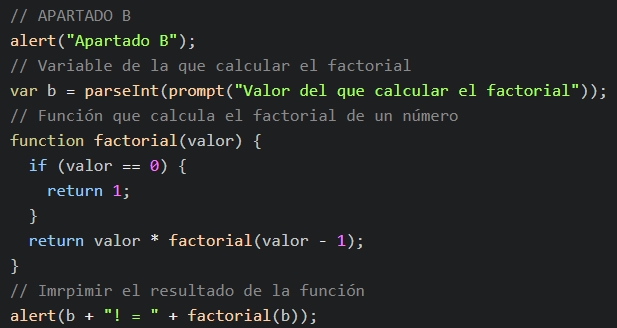 // APARTADO B
alert("Apartado B");
// Variable de la que calcular el factorial
var b = parseInt(prompt("Valor del que calcular el factorial"));
// Función que calcula el factorial de un número
function factorial(valor) {
  if (valor == 0) {
    return 1;
  }
  return valor * factorial(valor - 1);
}
// Imrpimir el resultado de la función
alert(b + "! = " + factorial(b));